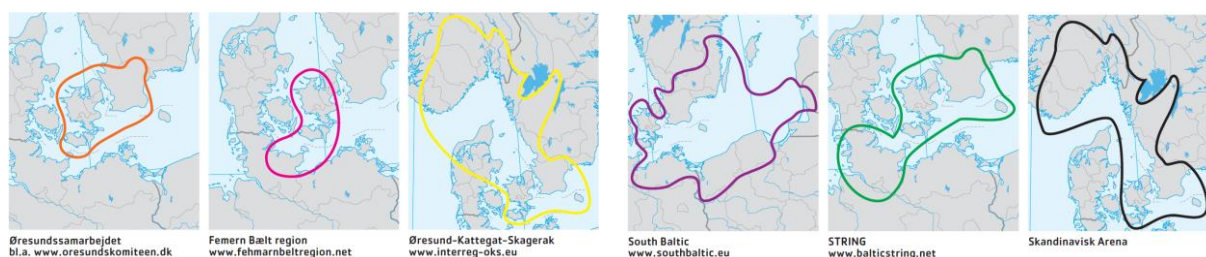 Øresundssamarbejdet
bl.a. www.oresundskomiteen.dk
Femern Bælt region
www.fehmarnbeltregion.net
Øresund-Kattegat-Skagerak
www.interreg-oks.eu
South Baltic
www.southbaltic.eu
STRING
www.balticstring.net
Skandinavisk Arena